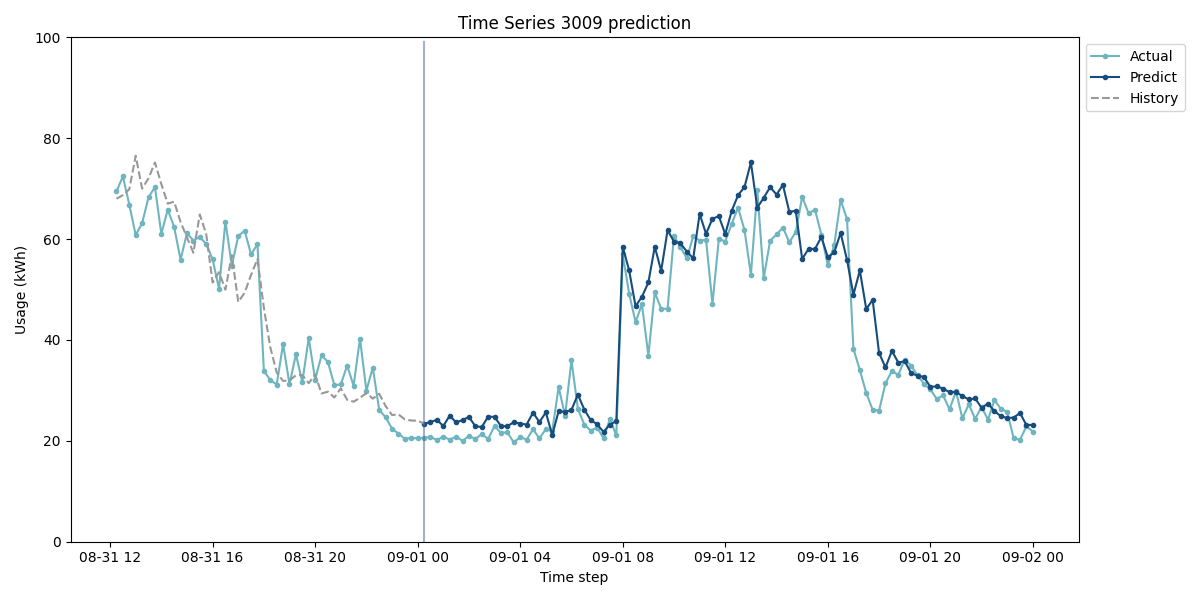 Time Series 3009 prediction
Actual
Predict
History
Usage (kWh)
100
80
60
40
20
0
08-31 12
08-31 16
08-31 20
09-01 00
09-01 04
09-01 08
09-01 12
09-01 16
09-01 20
09-02 00
Time step